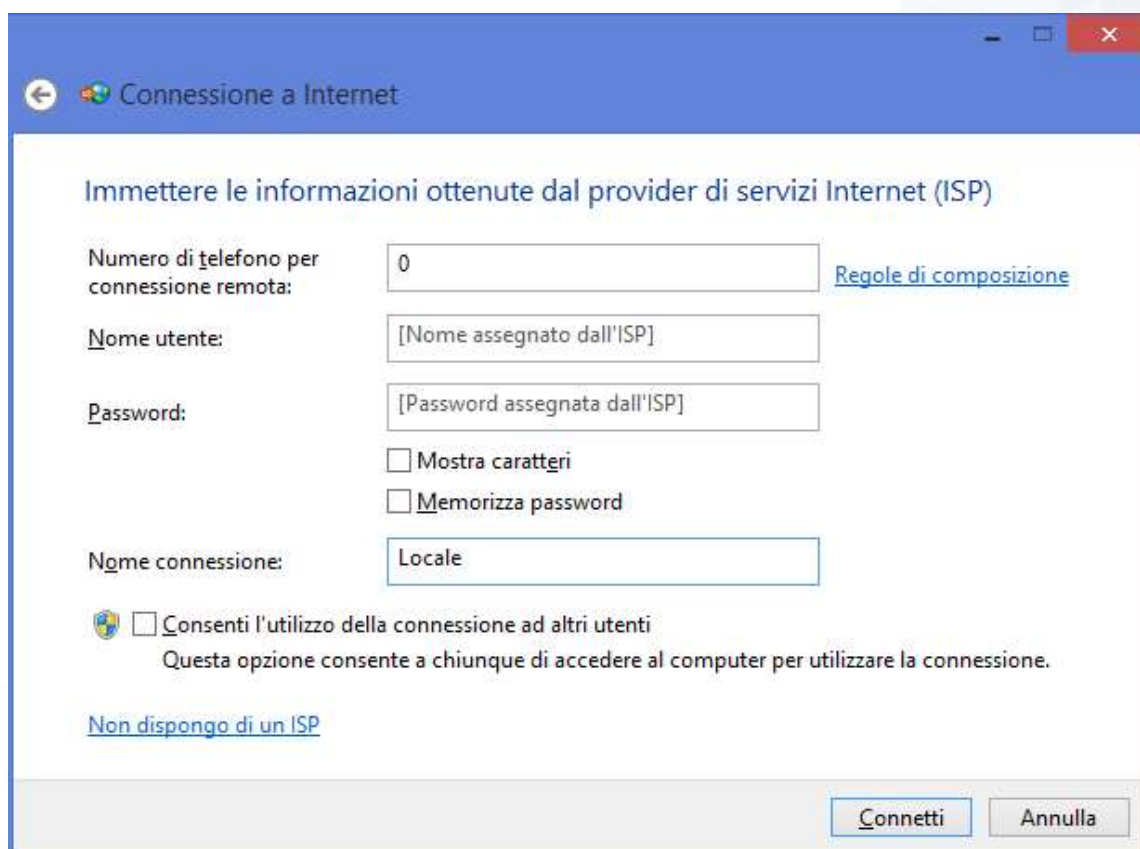 Connessione a Internet
Immettere le informazioni ottenute dal provider di servizi Internet (ISP)
Numero di telefono per
connessione remota:
0
Regole di composizione
Nome utente:
[Nome assegnato dall'ISP]
Password:
[Password assegnata dall'ISP]
Mostra caratteri
Memorizza password
Nome connessione:
Locale
Consenti l'utilizzo della connessione ad altri utenti
Questa opzione consente a chiunque di accedere al computer per utilizzare la connessione.
Non dispongo di un ISP
Connetti
Annulla